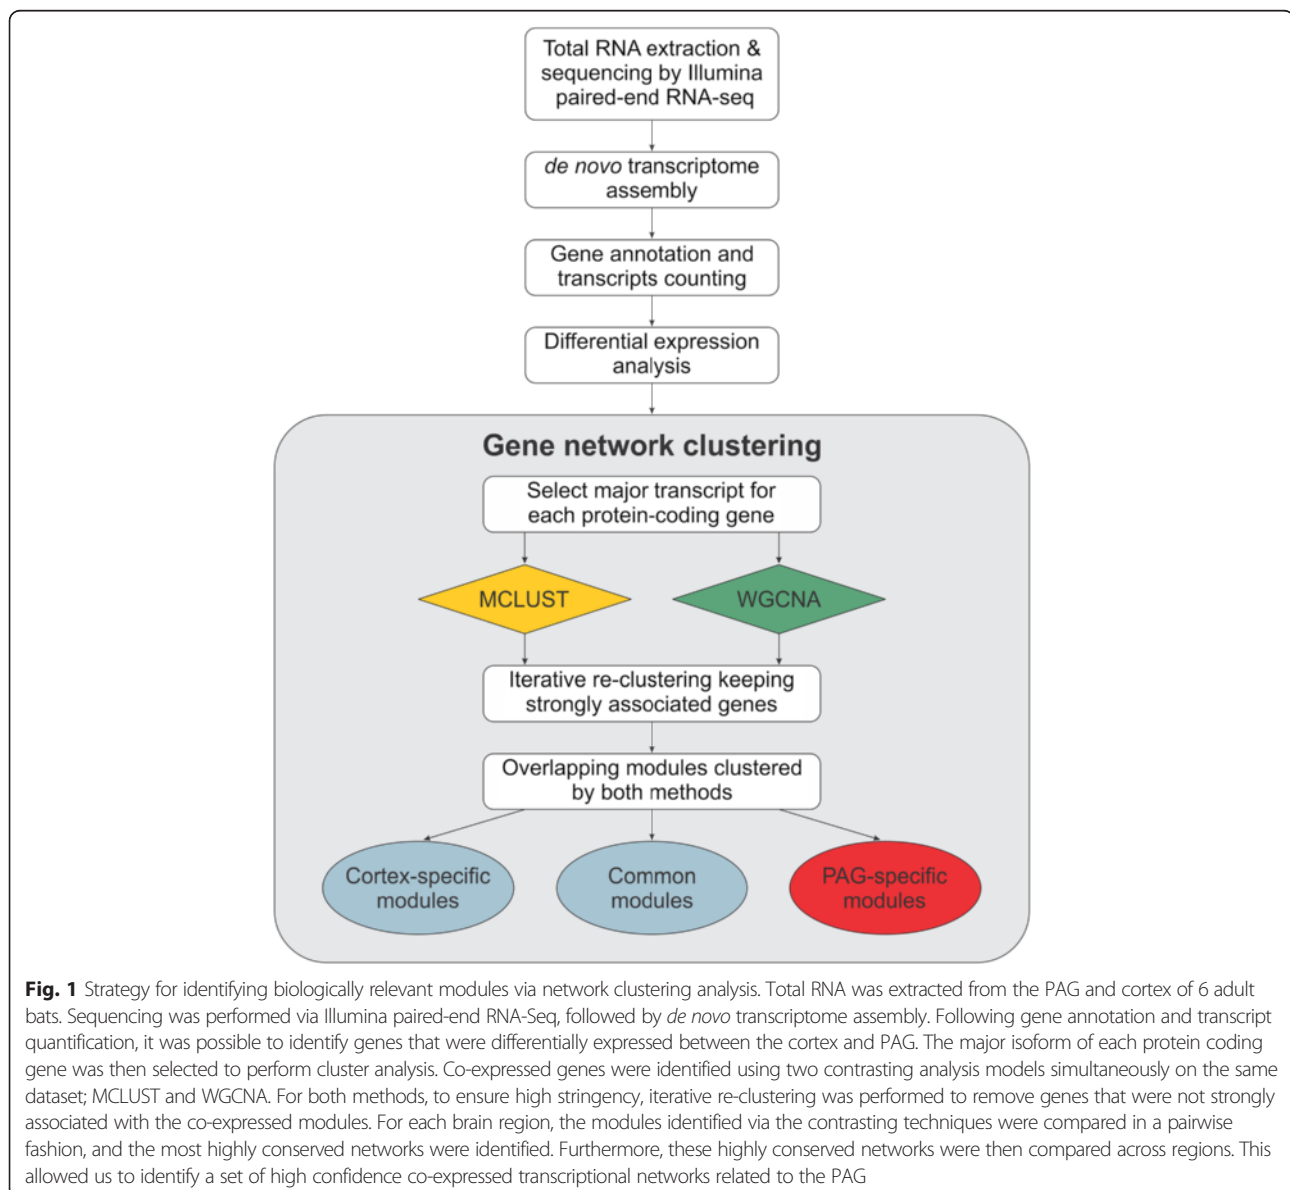 Total RNA extraction &
sequencing by Illumina
paired-end RNA-seq
de novo transcriptome
assembly
Gene annotation and
transcripts counting
Differential expression
analysis
Gene network clustering
Select major transcript for
each protein-coding gene
MCLUST
WGCNA
Iterative re-clustering keeping
strongly associated genes
Overlapping modules clustered
by both methods
Cortex-specific
modules
Common
modules
PAG-specific
modules
Fig. 1 Strategy for identifying biologically relevant modules via network clustering analysis. Total RNA was extracted from the PAG and cortex of 6 adult
bats. Sequencing was performed via Illumina paired-end RNA-Seq, followed by de novo transcriptome assembly. Following gene annotation and transcript
quantification, it was possible to identify genes that were differentially expressed between the cortex and PAG. The major isoform of each protein coding
gene was then selected to perform cluster analysis. Co-expressed genes were identified using two contrasting analysis models simultaneously on the same
dataset; MCLUST and WGCNA. For both methods, to ensure high stringency, iterative re-clustering was performed to remove genes that were not strongly
associated with the co-expressed modules. For each brain region, the modules identified via the contrasting techniques were compared in a pairwise
fashion, and the most highly conserved networks were identified. Furthermore, these highly conserved networks were then compared across regions. This
allowed us to identify a set of high confidence co-expressed transcriptional networks related to the PAG